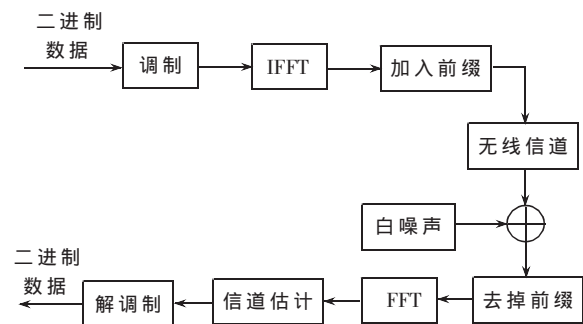 二进制
数据
调制
IFFT
加入前缀
无线信道
白噪声
二进制
数据
解调制
信道估计
FFT
去掉前缀